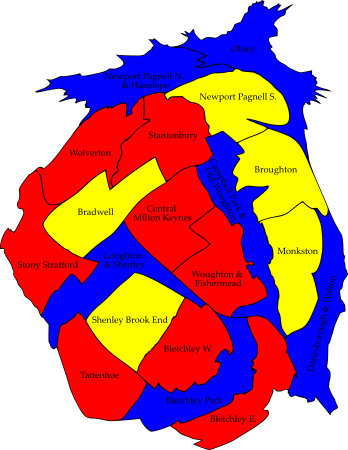 Olney
Newport Pagnell N.
& Hanslope
Newport Pagnell S.
Stantonbury
Wolverton
Broughton
Campbell Park &
Old Woughton
Bradwell
Central
Milton Keynes
Monkston
Loughton
& Shenley
Stony Stratford
Woughton &
Fishermead
Danesborough & Walton
Shenley Brook End
Bletchley W.
Tattenhoe
Bletchley Park
Bletchley E.